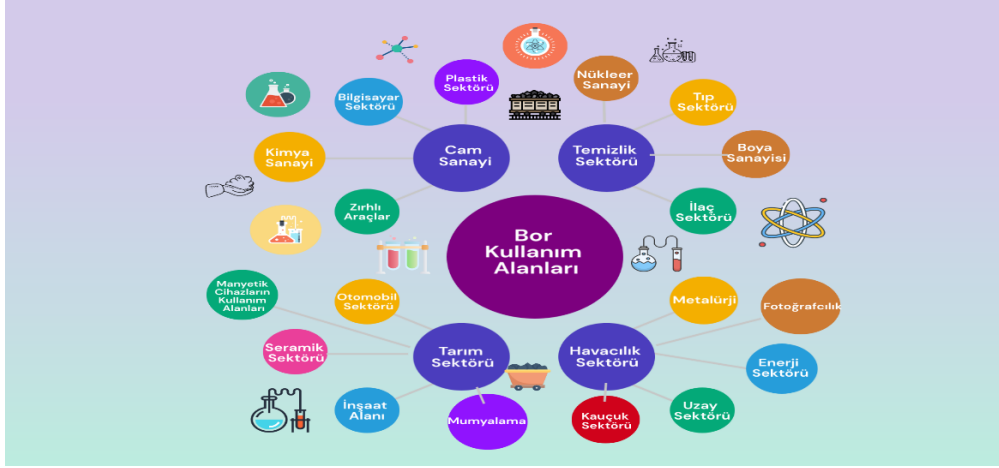 Plastik
Sektörü
Nükleer
Sanayi
Bilgisayar
Sektörü
Tıp
Sektörü
Kimya
Sanayi
Cam
Sanayi
Temizlik
Sektörü
Boya
Sanayisi
Zırhlı
Araçlar
İlaç
Sektörü
Bor
Kullanım
Alanları
Manyetik
Cihazların
Kullanım
Alanları
Otomobil
Sektörü
Metalürji
Fotoğrafcılık
Seramik
Sektörü
Tarım
Sektörü
Havacılık
Sektörü
Enerji
Sektörü
İnşaat
Alanı
Mumyalama
Kauçuk
Sektörü
Uzay
Sektörü